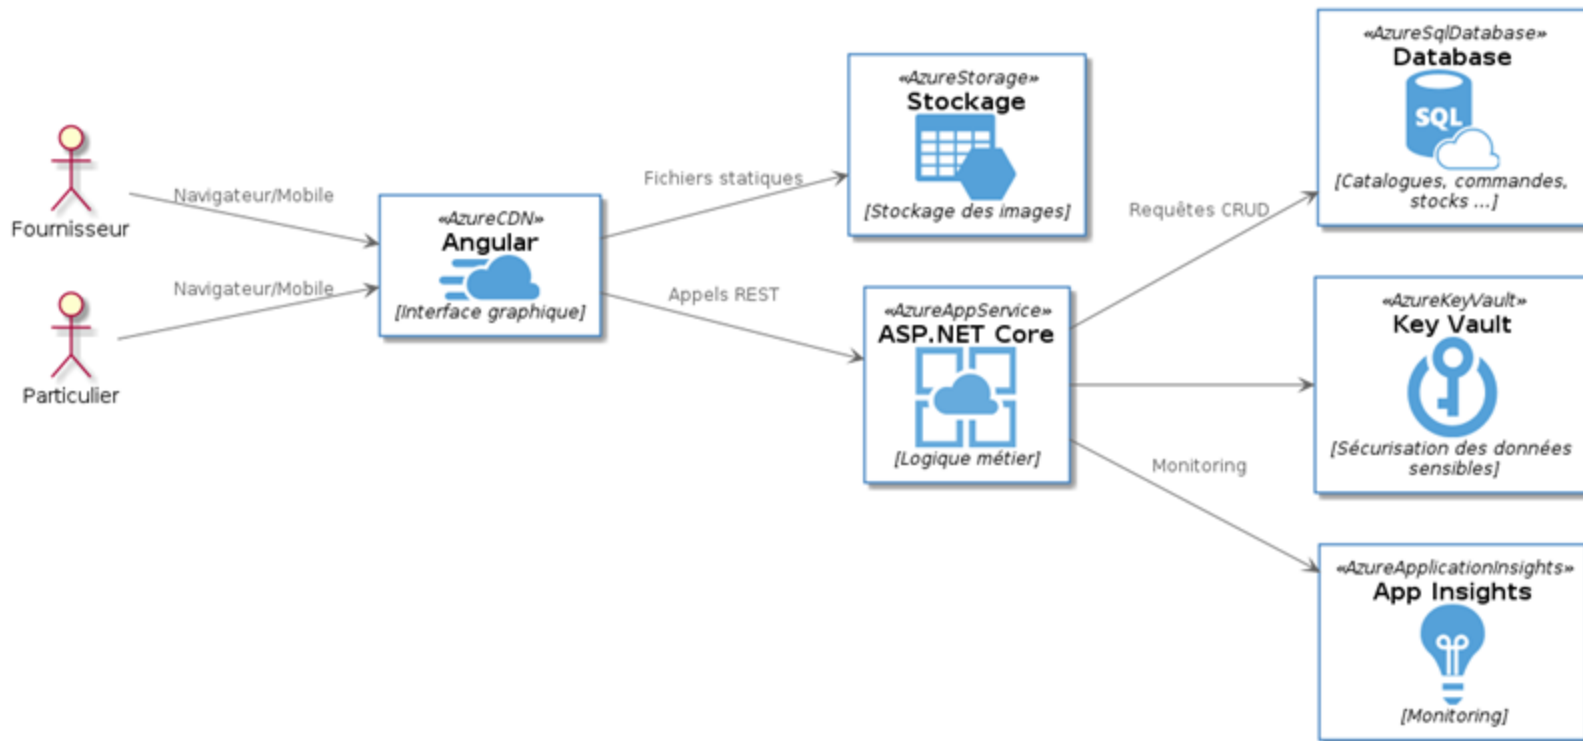 Fournisseur
Particulier
Navigateur/Mobile
Navigateur/Mobile
«AzureCDN»
Angular
[Interface graphique]
Fichiers statiques
Appels REST
«AzureStorage»
Stockage
[Stockage des images]
«AzureAppService»
ASP.NET Core
[Logique métier]
Requêtes CRUD
Monitoring
«AzureSqlDatabase»
Database
SQL
[Catalogues, commandes,
stocks ...]
«AzureKeyVault»
Key Vault
[Sécurisation des données
sensibles]
«AzureApplicationInsights»
App Insights
[Monitoring]